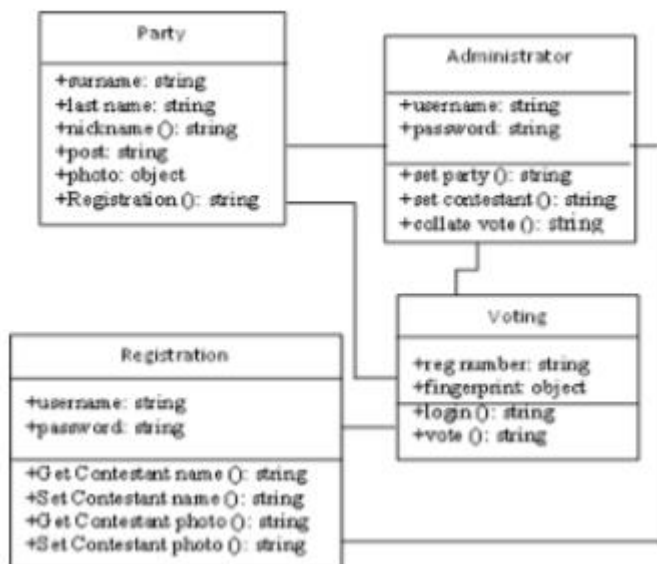 Party
+surname: string
+last name: string
+nickname (): string
+post: string
+photo: object
+Registration (): string
Administrator
+username: string
+password: string
+set party (): string
+set contestant (): string
+collate vote (): string
Voting
+reg number: string
+fingerprint: object
+login (): string
+vote (): string
Registration
+username: string
+password: string
+Get Contestant name (): string
+Set Contestant name (): string
+Get Contestant photo (): string
+Set Contestant photo (): string